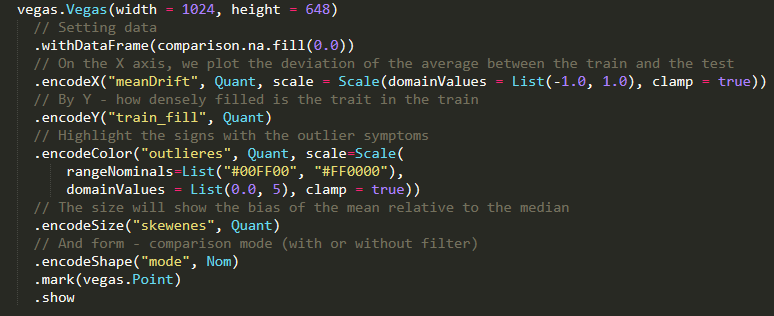 vegas.Vegas(width = 1024, height = 648)
// Setting data
.withDataFrame(comparison.na.fill(0.0))
// On the X axis, we plot the deviation of the average between the train and the test
.encodeX("meanDrift", Quant, scale = Scale(domainValues = List(-1.0, 1.0), clamp = true))
// By Y - how densely filled is the trait in the train
.encodeY("train_fill", Quant)
// Highlight the signs with the outlier symptoms
.encodeColor("outlieres", Quant, scale=Scale(
rangeNominals=List("#00FF00", "#FF0000"),
domainValues = List(0.0, 5), clamp = true))
// The size will show the bias of the mean relative to the median
.encodeSize("skewenes", Quant)
// And form - comparison mode (with or without filter)
.encodeShape("mode", Nom)
.mark(vegas.Point)
.show